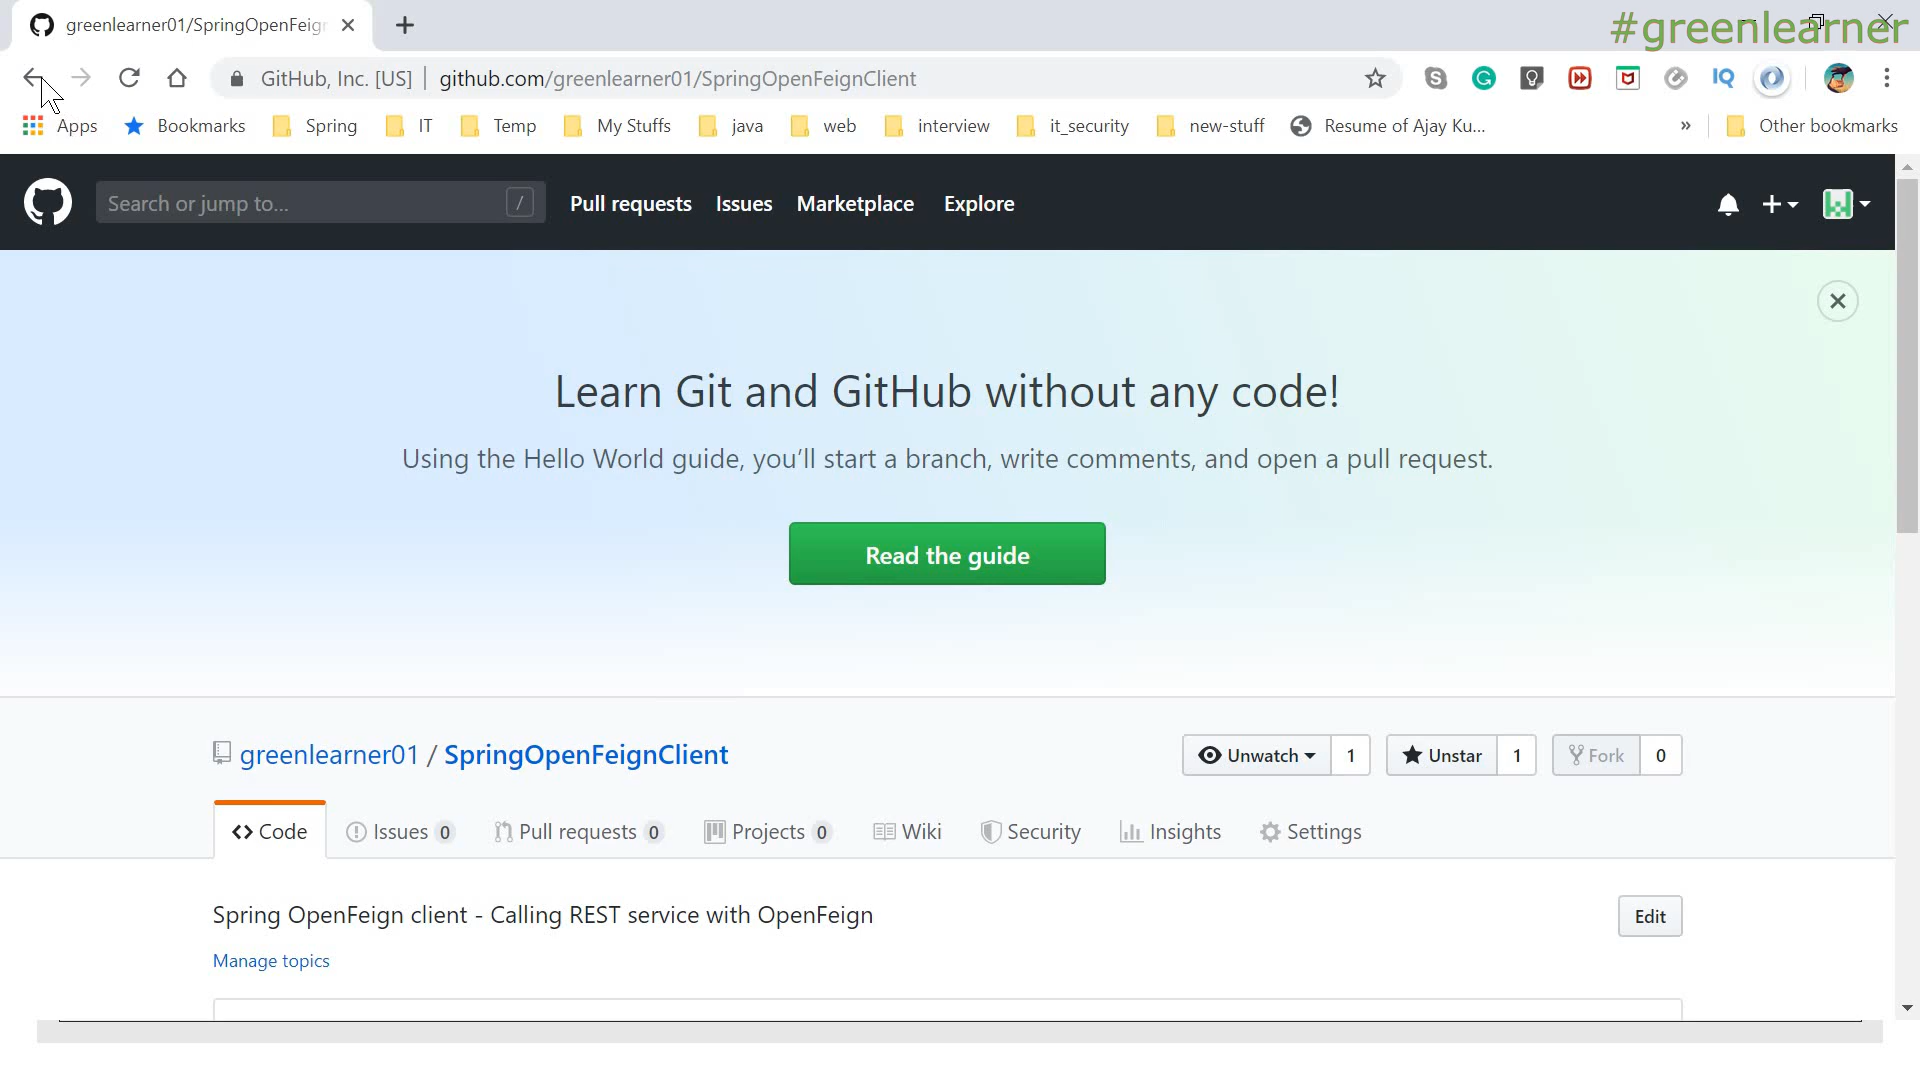 greenlearner01/SpringOpenFeign
#greenlearner
GitHub, Inc. [US] github.com/greenlearner01/SpringOpenFeignClient
IQ
Apps Bookmarks Spring IT Temp My Stuffs java web interview it_security new-stuff Resume of Ajay Ku... » Other bookmarks
Search or jump to... / Pull requests Issues Marketplace Explore
Learn Git and GitHub without any code!
Using the Hello World guide, you’ll start a branch, write comments, and open a pull request.
Read the guide
greenlearner01 / SpringOpenFeignClient Unwatch 1 Unstar 1 Fork 0
Code Issues 0 Pull requests 0 Projects 0 Wiki Security Insights Settings
Spring OpenFeign client - Calling REST service with OpenFeign Edit
Manage topics